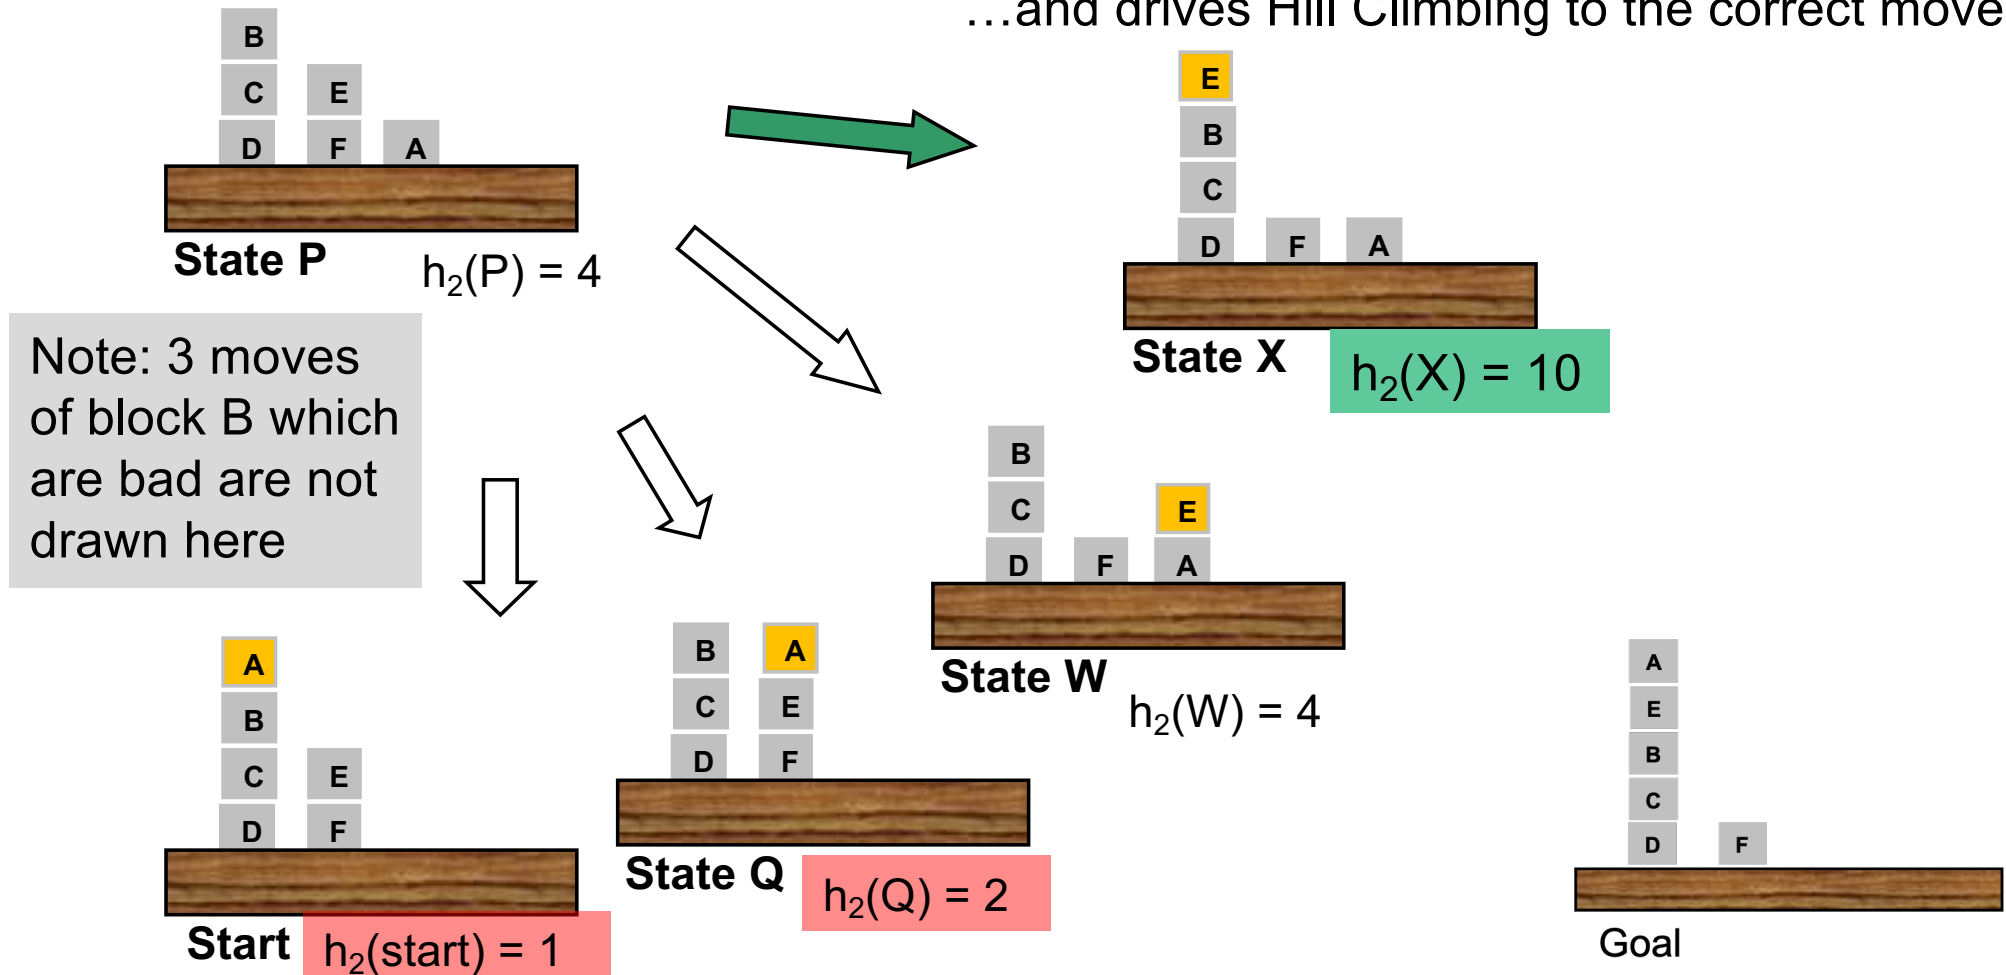 …and drives Hill Climbing to the correct move
B
C E
D F A
State P
h₂(P) = 4
E
B
C
D F A
State X
h₂(X) = 10
Note: 3 moves
of block B which
are bad are not
drawn here
B
C E
D F A
State W
h₂(W) = 4
A
B
C E
D F
Start
h₂(start) = 1
B A
C E
D F
State Q
h₂(Q) = 2
A
E
B
C
D F
Goal